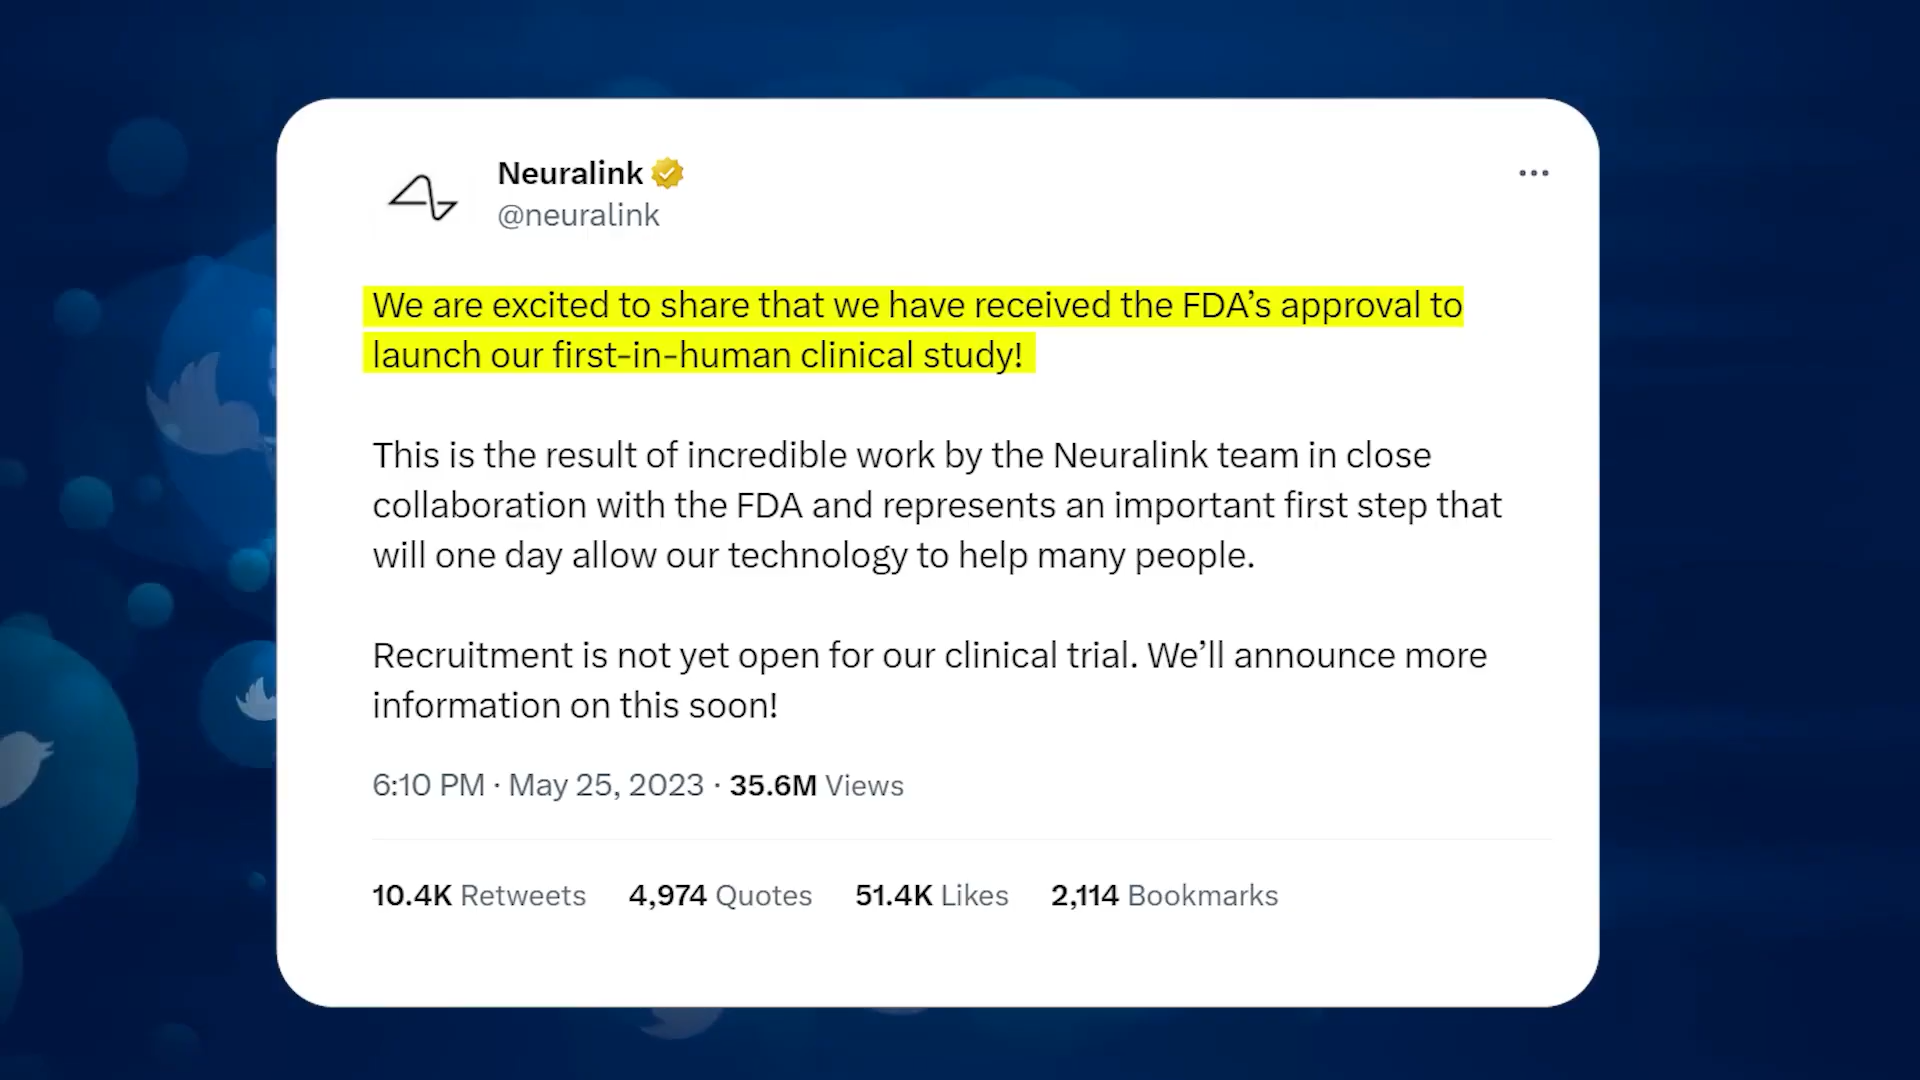 Neuralink
@neuralink
We are excited to share that we have received the FDA’s approval to
launch our first-in-human clinical study!
This is the result of incredible work by the Neuralink team in close
collaboration with the FDA and represents an important first step that
will one day allow our technology to help many people.
Recruitment is not yet open for our clinical trial. We’ll announce more
information on this soon!
6:10 PM · May 25, 2023 · 35.6M Views
10.4K Retweets 4,974 Quotes 51.4K Likes 2,114 Bookmarks